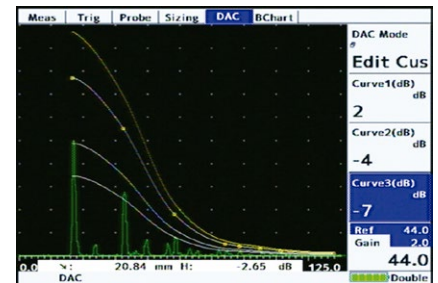 Meas Trig Probe Sizing DAC BChart
DAC Mode
Edit Cus
Curve1(dB)
dB
2
Curve2(dB)
dB
-4
Curve3(dB)
dB
-7
Ref 44.0
Gain 2.0
44.0
0.0 : 20.84 mm H: -2.65 dB 125.0
DAC Double